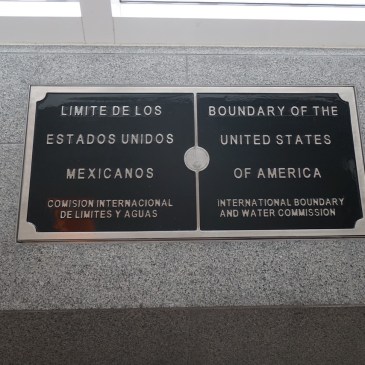 LIMITE DE LOS
ESTADOS UNIDOS
MEXICANOS
COMISION INTERNACIONAL
DE LIMITES Y AGUAS
BOUNDARY OF THE
UNITED STATES
OF AMERICA
INTERNATIONAL BOUNDARY
AND WATER COMMISSION